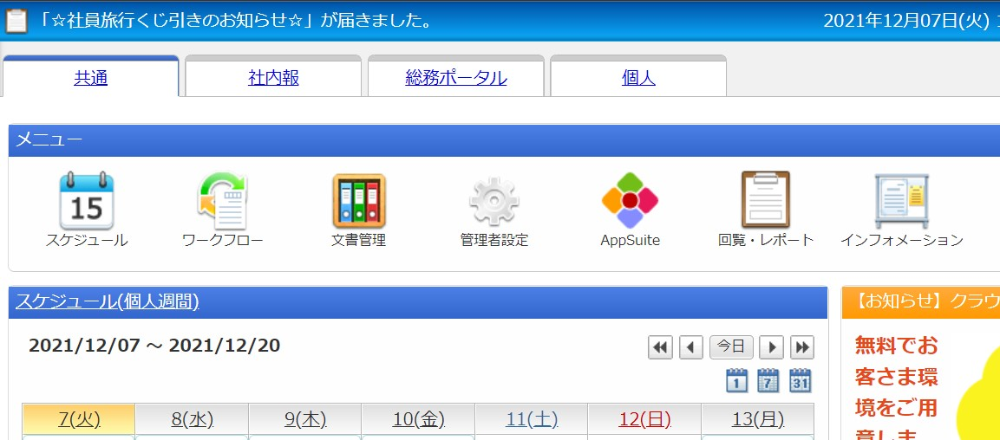 「☆社員旅行くじ引きのお知らせ☆」が届きました。 2021年12月07日(火)
共通 社内報 総務ポータル 個人
メニュー
15
スケジュール ワークフロー 文書管理 管理者設定 AppSuite 回覧・レポート インフォメーション
スケジュール(個人週間)
2021/12/07 ～ 2021/12/20
今日
1 7 31
7(火) 8(水) 9(木) 10(金) 11(土) 12(日) 13(月)
【お知らせ】クラウ
無料でお
客さま環
境をご用
意しま